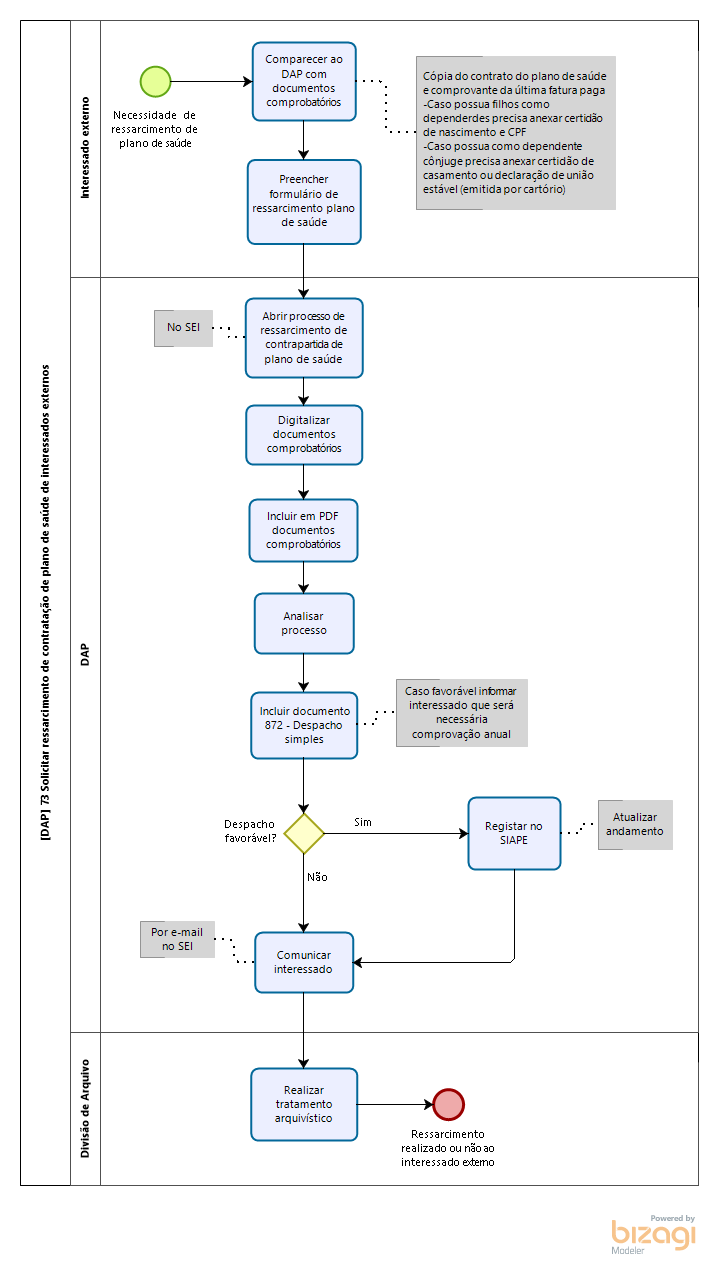 [DAP] 73 Solicitar ressarcimento de contratação de plano de saúde de interessados externos
Interessado externo
Necessidade de
ressarcimento de
plano de saúde
Comparecer ao
DAP com
documentos
comprobatórios
Cópia do contrato do plano de saúde
e comprovante da última fatura paga
-Caso possua filhos como
dependerdes precisa anexar certidão
de nascimento e CPF
-Caso possua como dependente
cônjuge precisa anexar certidão de
casamento ou declaração de união
estável (emitida por cartório)
Preencher
formulário de
ressarcimento plano
de saúde
DAP
No SEI
Abrir processo de
ressarcimento de
contrapartida de
plano de saúde
Digitalizar
documentos
comprobatórios
Incluir em PDF
documentos
comprobatórios
Analisar
processo
Incluir documento
872 - Despacho
simples
Caso favorável informar
interessado que será
necessária
comprovação anual
Despacho
favorável?
Sim
Não
Registar no
SIAPE
Atualizar
andamento
Por e-mail
no SEI
Comunicar
interessado
Divisão de Arquivo
Realizar
tratamento
arquivístico
Ressarcimento
realizado ou não ao
interessado externo
Powered by
bizagi
Modeler